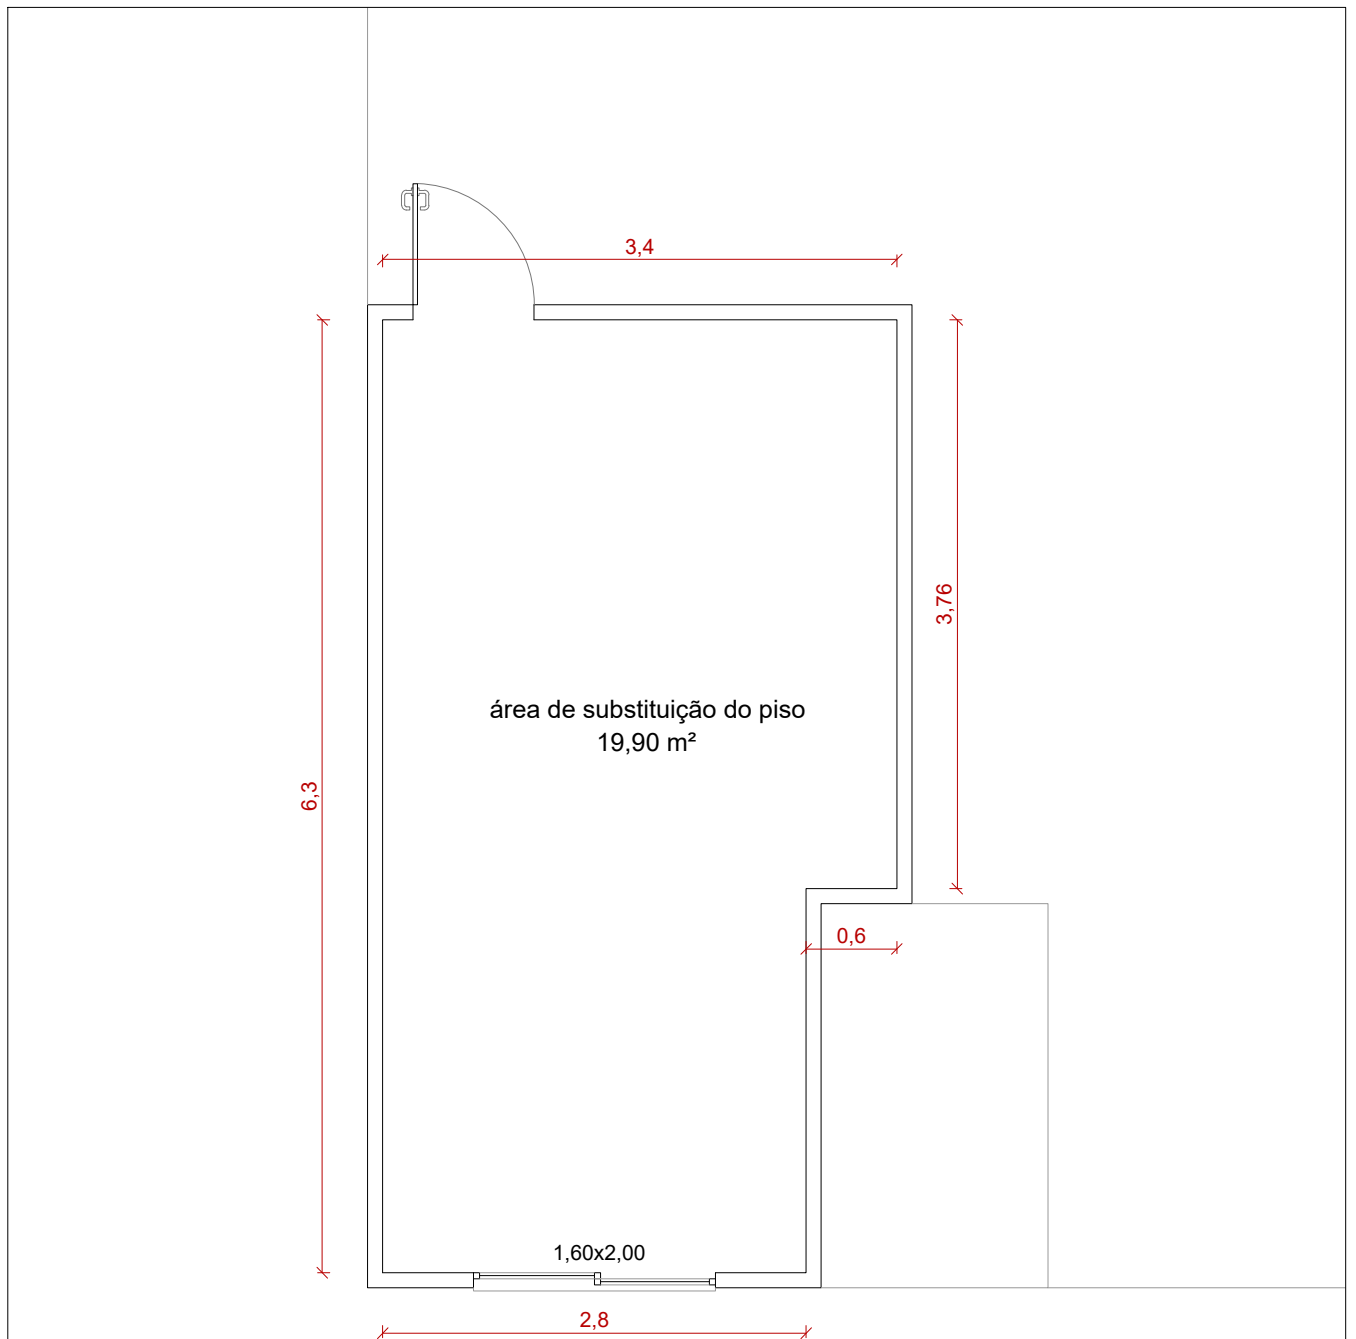 3,4
3,76
área de substituição do piso
19,90 m²
6,3
0,6
1,60x2,00
2,8